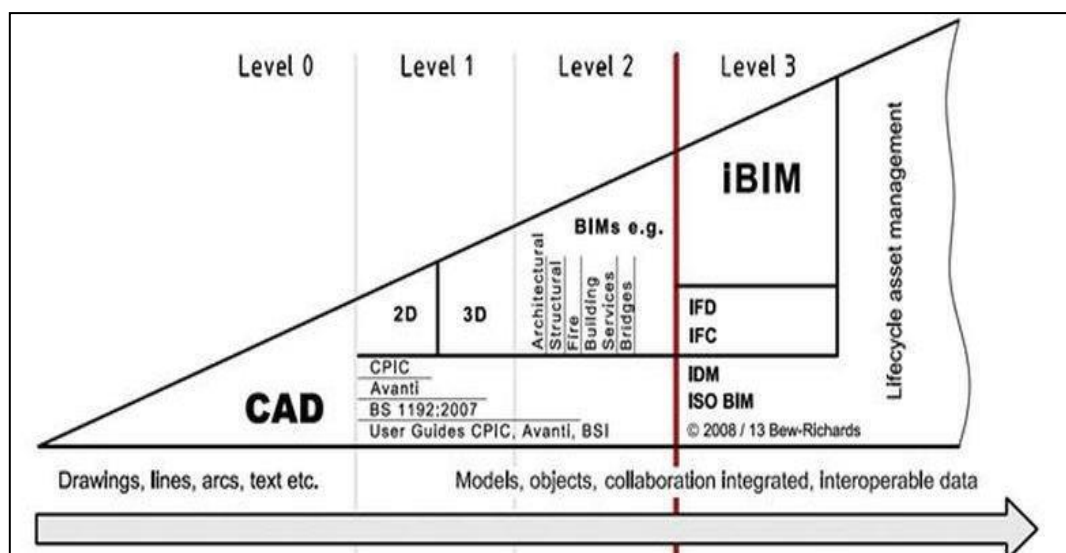 Level 0
Level 1
Level 2
Level 3
iBIM
BIMs e.g.
Architectural
Structural
Fire
Building
Services
Bridges
2D
3D
IFD
IFC
CAD
CPIC
Avanti
BS 1192:2007
User Guides CPIC, Avanti, BSI
IDM
ISO BIM
© 2008 / 13 Bew-Richards
Lifecycle asset management
Drawings, lines, arcs, text etc.
Models, objects, collaboration integrated, interoperable data